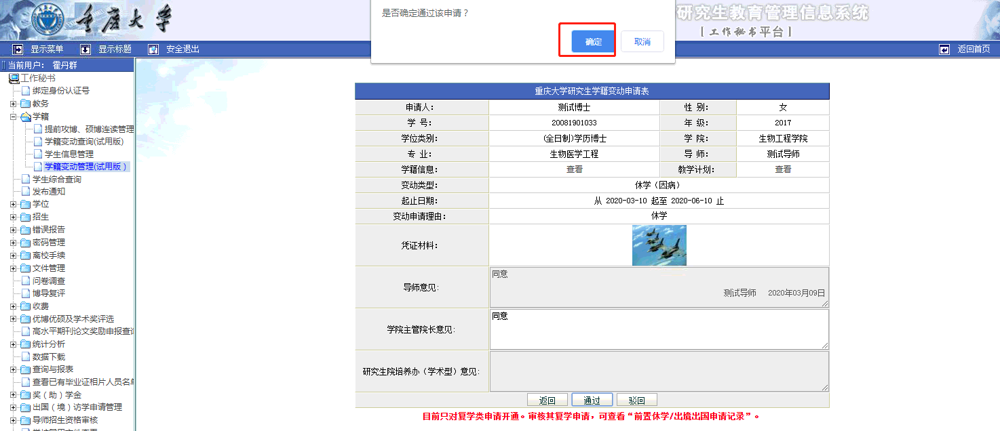 重庆大学
研究生教育管理信息系统
[ 工作秘书平台 ]
是否确定通过该申请？
确定 取消
显示菜单 显示标题 安全退出 返回首页
当前用户： 霍丹群
工作秘书
绑定身份认证号
教务
学籍
提前攻博、硕博连读管理
学籍变动查询(试用版)
学生信息管理
学籍变动管理(试用版 )
学生综合查询
发布通知
学位
招生
错误报告
密码管理
离校手续
文件管理
问卷调查
博导复评
收费
优博优硕及学术奖评选
高水平期刊论文奖励申报查询
统计分析
数据下载
查询与报表
查看已有毕业证相片人员名单
奖（助）学金
出国（境）访学申请管理
导师招生资格审核
重庆大学研究生学籍变动申请表
申请人： 测试博士 性 别： 女
学 号： 20081901033 年 级： 2017
学位类别： (全日制)学历博士 学 院： 生物工程学院
专 业： 生物医学工程 导 师： 测试导师
学籍信息： 查看 教学计划： 查看
变动类型： 休学（因病）
起止日期： 从 2020-03-10 起至 2020-06-10 止
变动申请理由： 休学
凭证材料：
导师意见： 同意
测试导师 2020年03月09日
学院主管院长意见： 同意
研究生院培养办（学术型）意见：
返回 通过 驳回
目前只对复学类申请开通。审核其复学申请，可查看“前置休学/出境出国申请记录”。